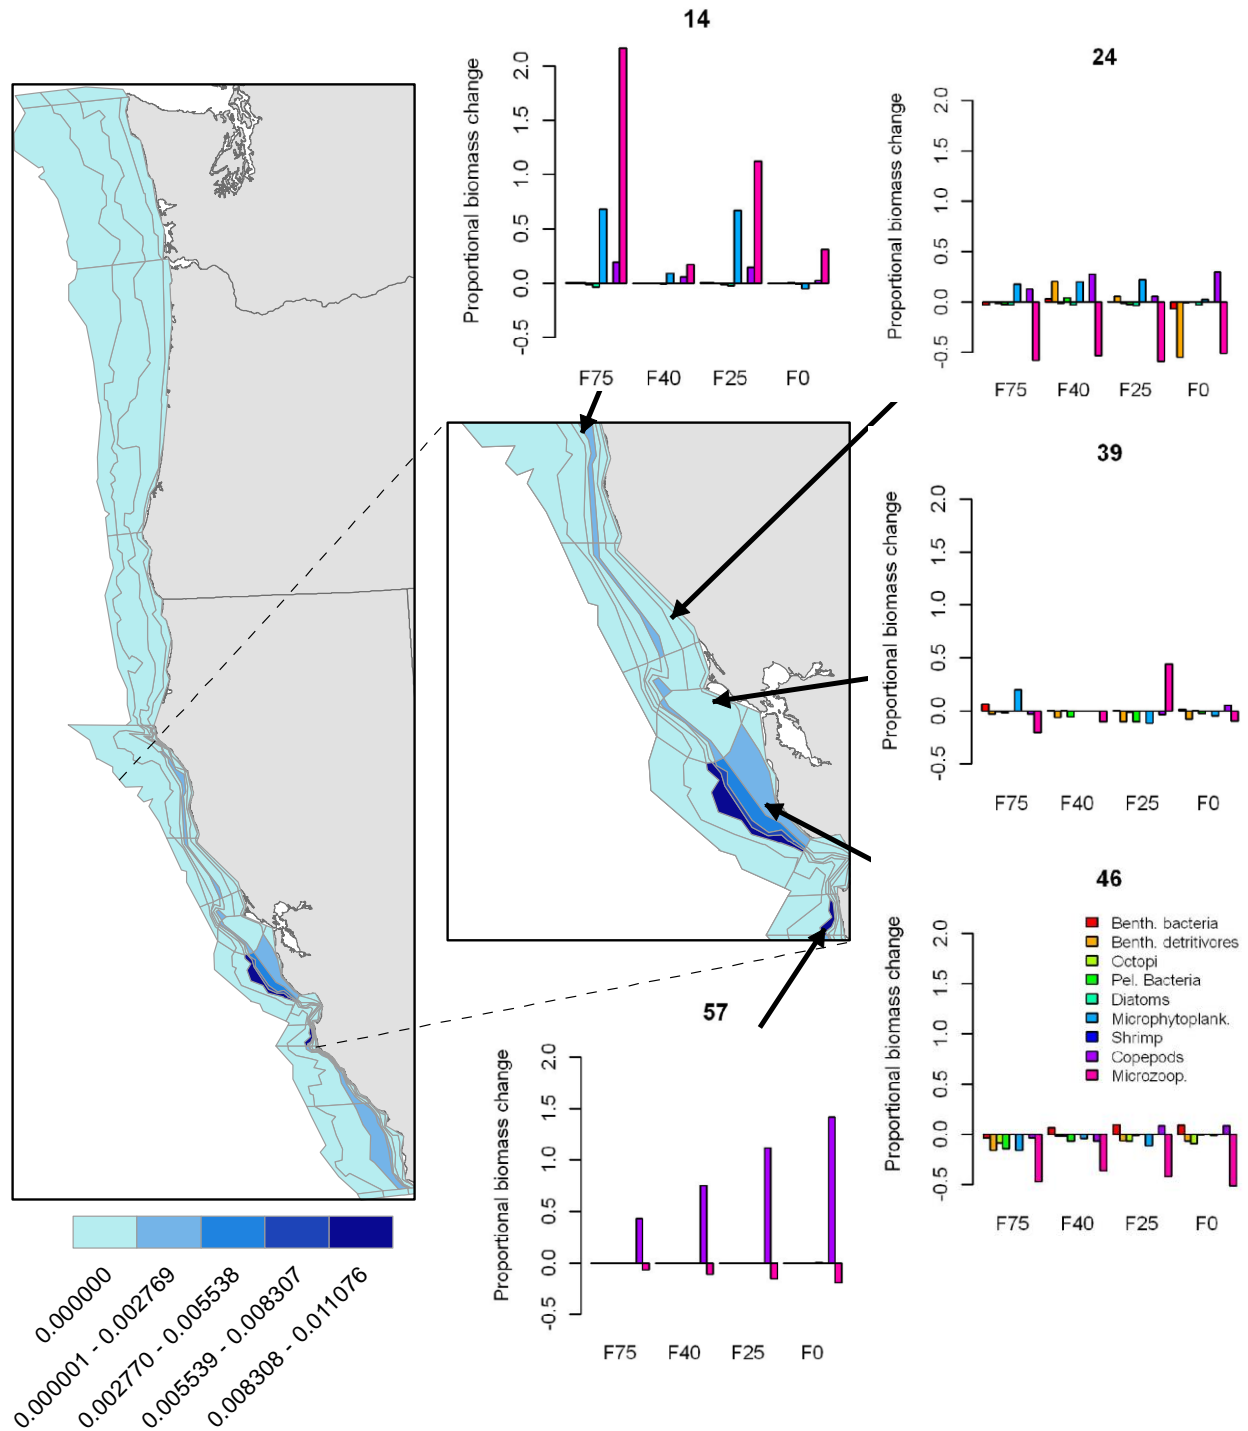 14
Proportional biomass change
2.0
1.5
1.0
0.5
0.0
-0.5
F75 F40 F25 F0
24
Proportional biomass change
2.0
1.5
1.0
0.5
0.0
-0.5
F75 F40 F25 F0
39
Proportional biomass change
2.0
1.5
1.0
0.5
0.0
-0.5
F75 F40 F25 F0
46
Proportional biomass change
2.0
1.5
1.0
0.5
0.0
-0.5
Benth. bacteria
Benth. detritivores
Octopi
Pel. Bacteria
Diatoms
Microphytoplank.
Shrimp
Copepods
Microzoop.
F75 F40 F25 F0
57
Proportional biomass change
2.0
1.5
1.0
0.5
0.0
-0.5
F75 F40 F25 F0
0.000000
0.000001 - 0.002769
0.002770 - 0.005538
0.005539 - 0.008307
0.008308 - 0.011076